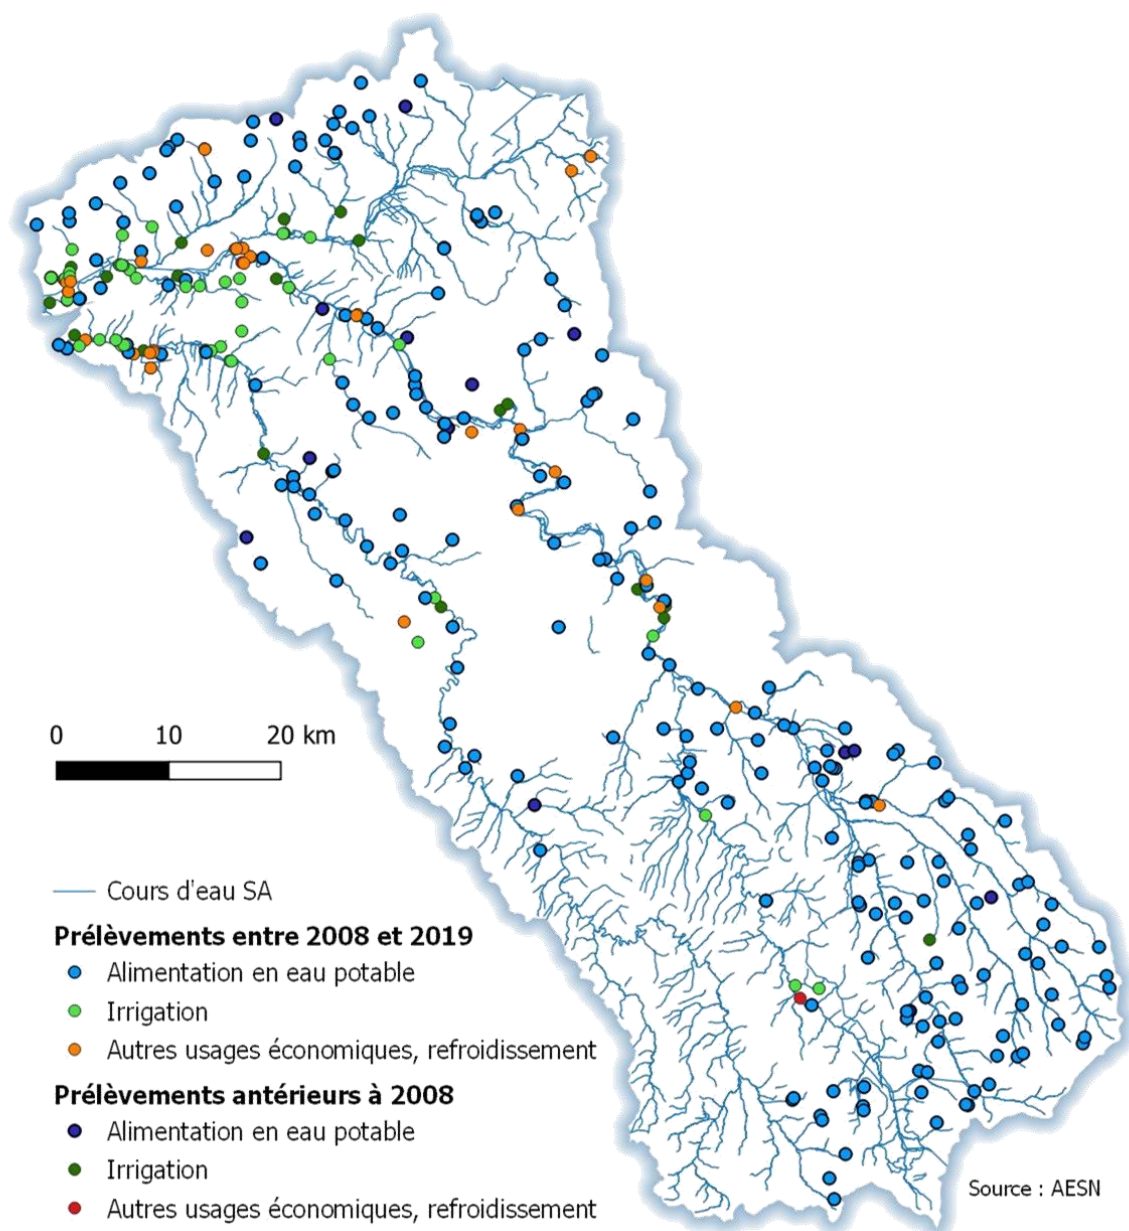 0 10 20 km
Cours d'eau SA
Prélèvements entre 2008 et 2019
Alimentation en eau potable
Irrigation
Autres usages économiques, refroidissement
Prélèvements antérieurs à 2008
Alimentation en eau potable
Irrigation
Autres usages économiques, refroidissement
Source : AESN